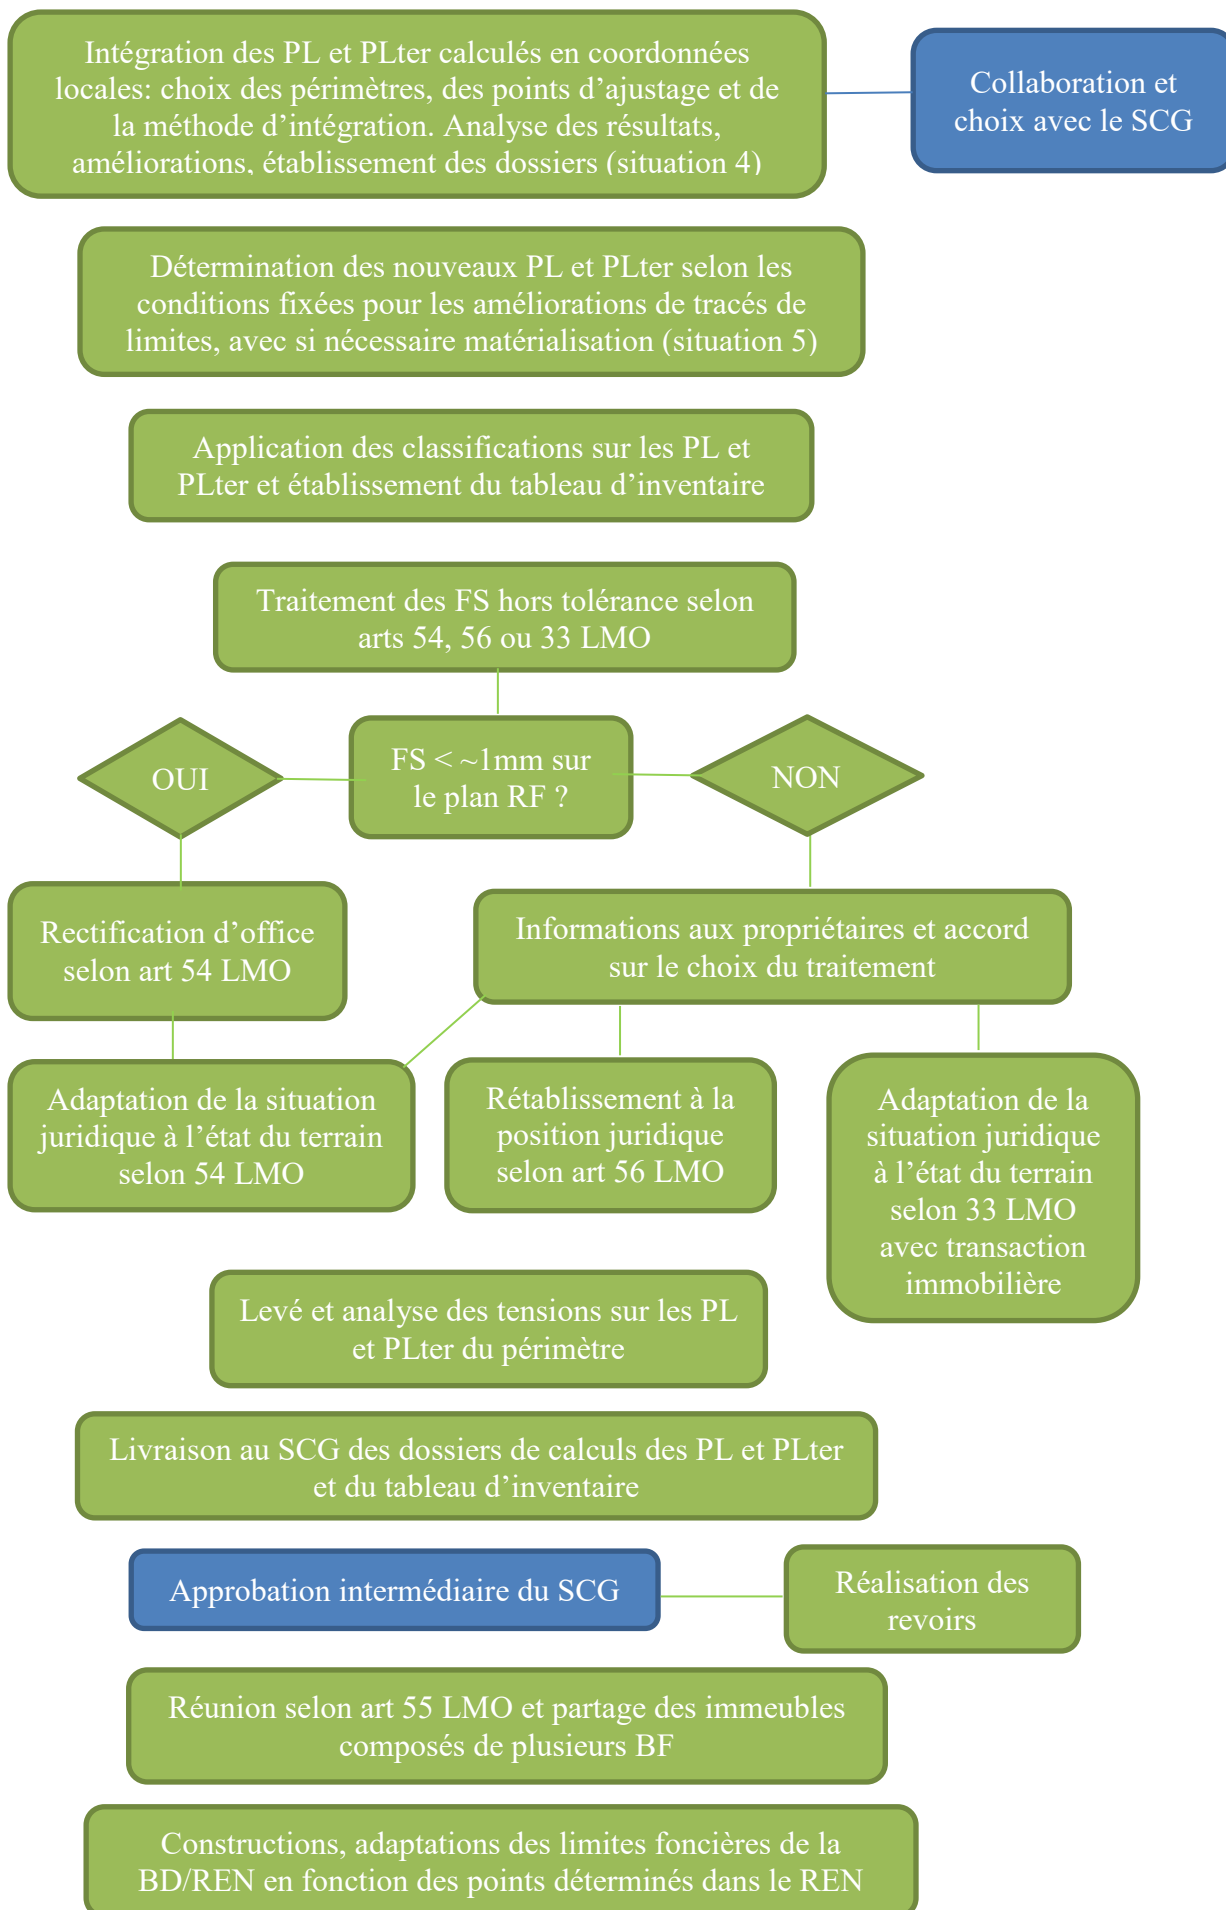 Intégration des PL et PLter calculés en coordonnées
locales: choix des périmètres, des points d’ajustage et de
la méthode d’intégration. Analyse des résultats,
améliorations, établissement des dossiers (situation 4)
Collaboration et
choix avec le SCG
Détermination des nouveaux PL et PLter selon les
conditions fixées pour les améliorations de tracés de
limites, avec si nécessaire matérialisation (situation 5)
Application des classifications sur les PL et
PLter et établissement du tableau d’inventaire
Traitement des FS hors tolérance selon
arts 54, 56 ou 33 LMO
OUI
FS < ~1mm sur
le plan RF ?
NON
Rectification d’office
selon art 54 LMO
Informations aux propriétaires et accord
sur le choix du traitement
Adaptation de la situation
juridique à l’état du terrain
selon 54 LMO
Rétablissement à la
position juridique
selon art 56 LMO
Adaptation de la
situation juridique
à l’état du terrain
selon 33 LMO
avec transaction
immobilière
Levé et analyse des tensions sur les PL
et PLter du périmètre
Livraison au SCG des dossiers de calculs des PL et PLter
et du tableau d’inventaire
Approbation intermédiaire du SCG
Réalisation des
revoirs
Réunion selon art 55 LMO et partage des immeubles
composés de plusieurs BF
Constructions, adaptations des limites foncières de la
BD/REN en fonction des points déterminés dans le REN